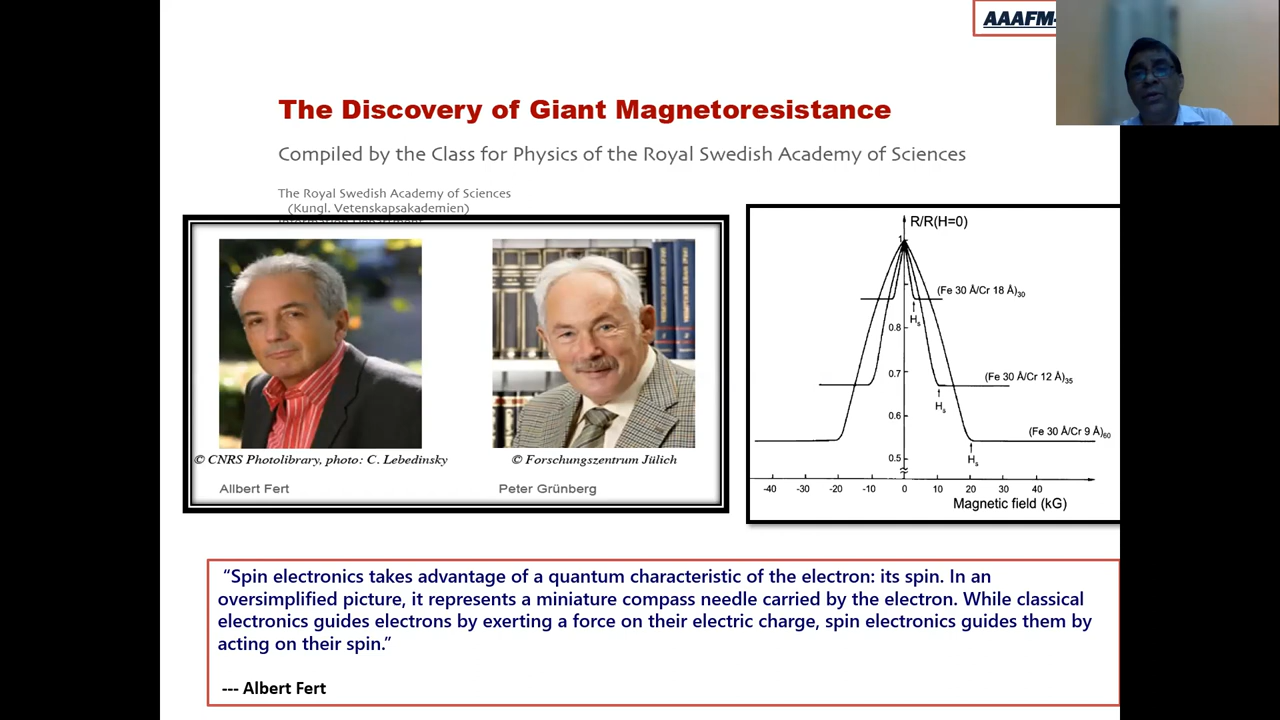 AAAFM-
The Discovery of Giant Magnetoresistance
Compiled by the Class for Physics of the Royal Swedish Academy of Sciences
The Royal Swedish Academy of Sciences
(Kungl. Vetenskapsakademien)
© CNRS Photolibrary, photo: C. Lebedinsky
© Forschungszentrum Jülich
Allbert Fert
Peter Grünberg
R/R(H=0)
1
(Fe 30 Å/Cr 18 Å)30
Hs
0.8
(Fe 30 Å/Cr 12 Å)35
0.7
Hs
0.6
(Fe 30 Å/Cr 9 Å)60
0.5
Hs
-40 -30 -20 -10 0 10 20 30 40
Magnetic field (kG)
“Spin electronics takes advantage of a quantum characteristic of the electron: its spin. In an
oversimplified picture, it represents a miniature compass needle carried by the electron. While classical
electronics guides electrons by exerting a force on their electric charge, spin electronics guides them by
acting on their spin.”
--- Albert Fert